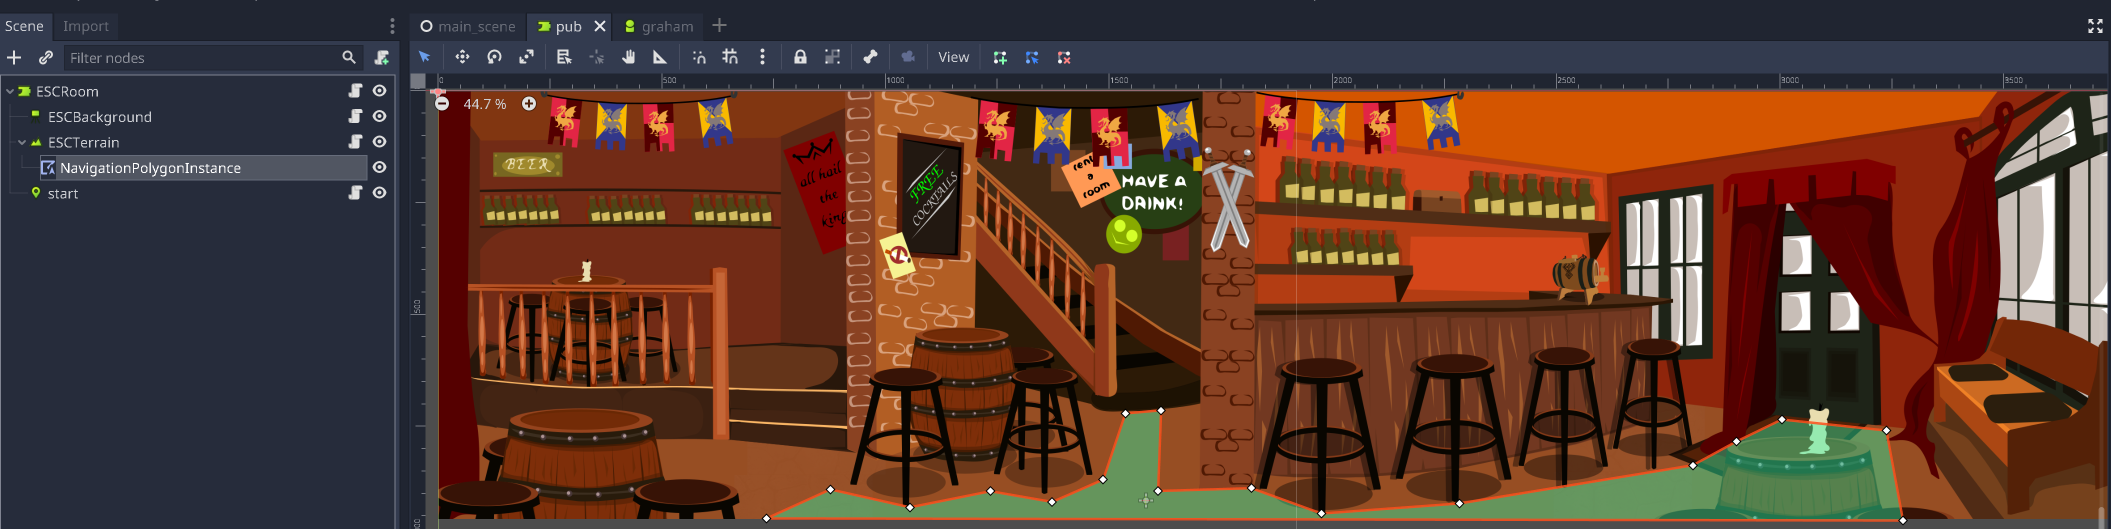 Scene
Import
main_scene
pub
graham
Filter nodes
View
ESCRoom
ESCBackground
ESCTerrain
NavigationPolygonInstance
start
0
500
1000
1500
2000
2500
3000
3500
44.7 %
500
BEER
all hail
the
king
FREE
COCKTAILS
rent
a
room
HAVE A
DRINK!